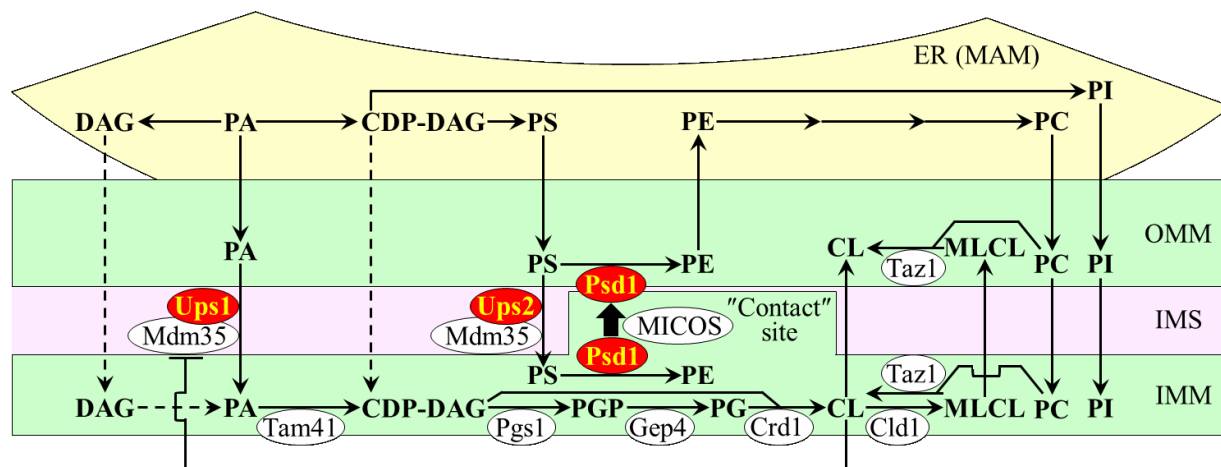 ER (MAM)
PI
DAG PA CDP-DAG PS PE PC
OMM
PA CL MLCL
Taz1
PS PE PC PI
Psd1
Ups1 Ups2 "Contact"
Mdm35 Mdm35 MICOS site IMS
Psd1
PS PE Taz1
DAG PA CDP-DAG PGP PG CL MLCL PC PI IMM
Tam41 Pgs1 Gep4 Crd1 Cld1